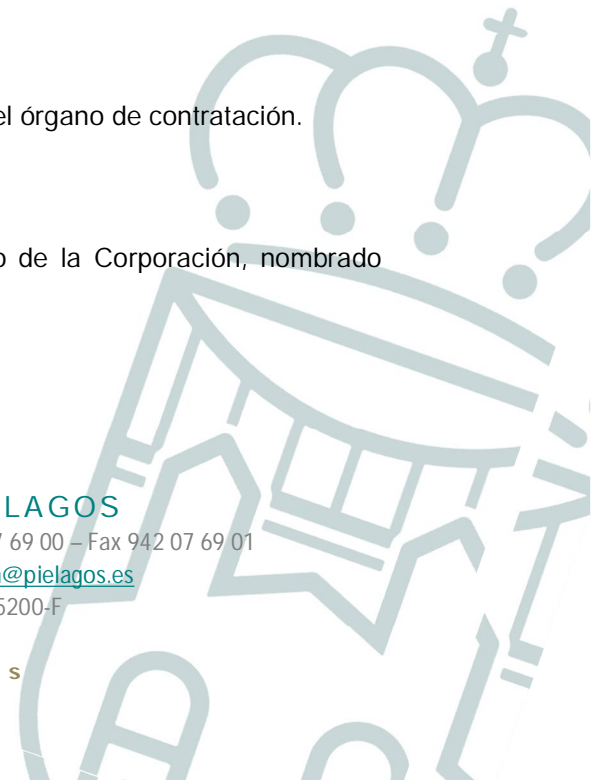 el órgano de contratación.
de la Corporación, nombrado
LAGOS
69 00 – Fax 942 07 69 01
@pielagos.es
5200-F
s